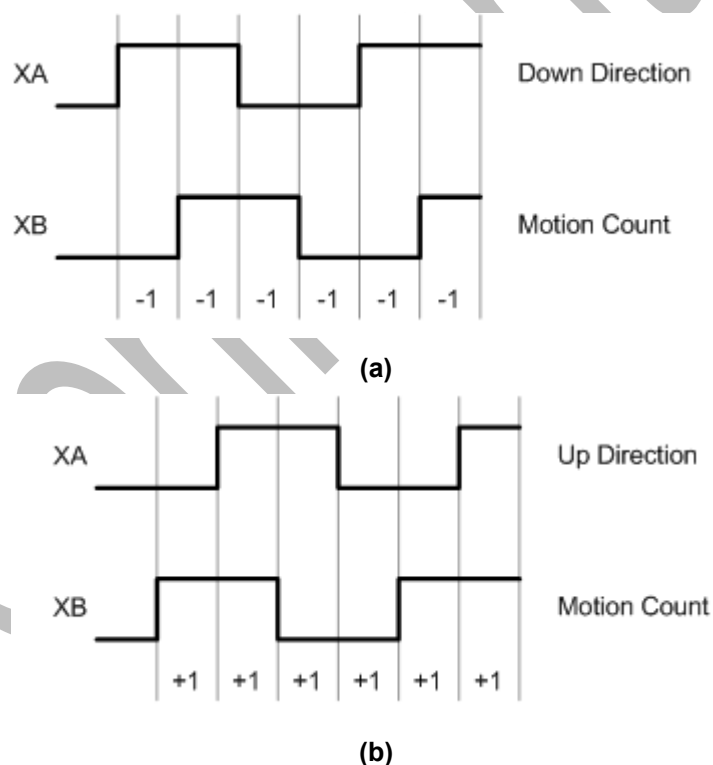 XA Down Direction
XB Motion Count
-1 -1 -1 -1 -1 -1
(a)
XA Up Direction
XB Motion Count
+1 +1 +1 +1 +1 +1
(b)